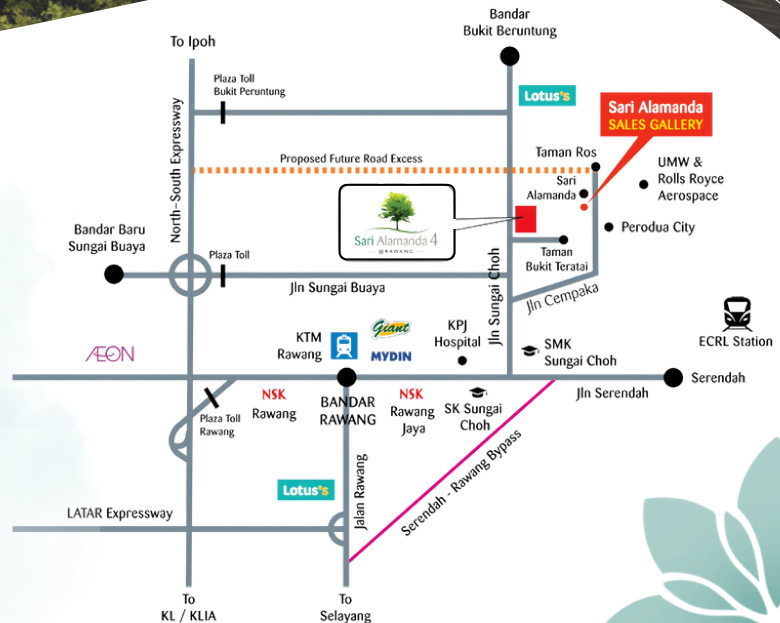 Bandar
Bukit Beruntung
To Ipoh
Plaza Toll
Bukit Peruntung
Lotus's
Sari Alamanda
SALES GALLERY
North-South Expressway
Proposed Future Road Excess
Taman Ros
UMW &
Rolls Royce
Aerospace
Sari
Alamanda
Sari Alamanda 4
@RAWANG
Perodua City
Bandar Baru
Sungai Buaya
Plaza Toll
Taman
Bukit Teratai
Jln Sungai Buaya
Jln Sungai Choh
Jln Cempaka
Giant
KPJ
Hospital
KTM
Rawang
MYDIN
SMK
Sungai Choh
ECRL Station
ÆON
Serendah
Jln Serendah
NSK
Rawang
BANDAR
RAWANG
NSK
Rawang
Jaya
SK Sungai
Choh
Plaza Toll
Rawang
Serendah - Rawang Bypass
Lotus's
Jalan Rawang
LATAR Expressway
To
KL / KLIA
To
Selayang